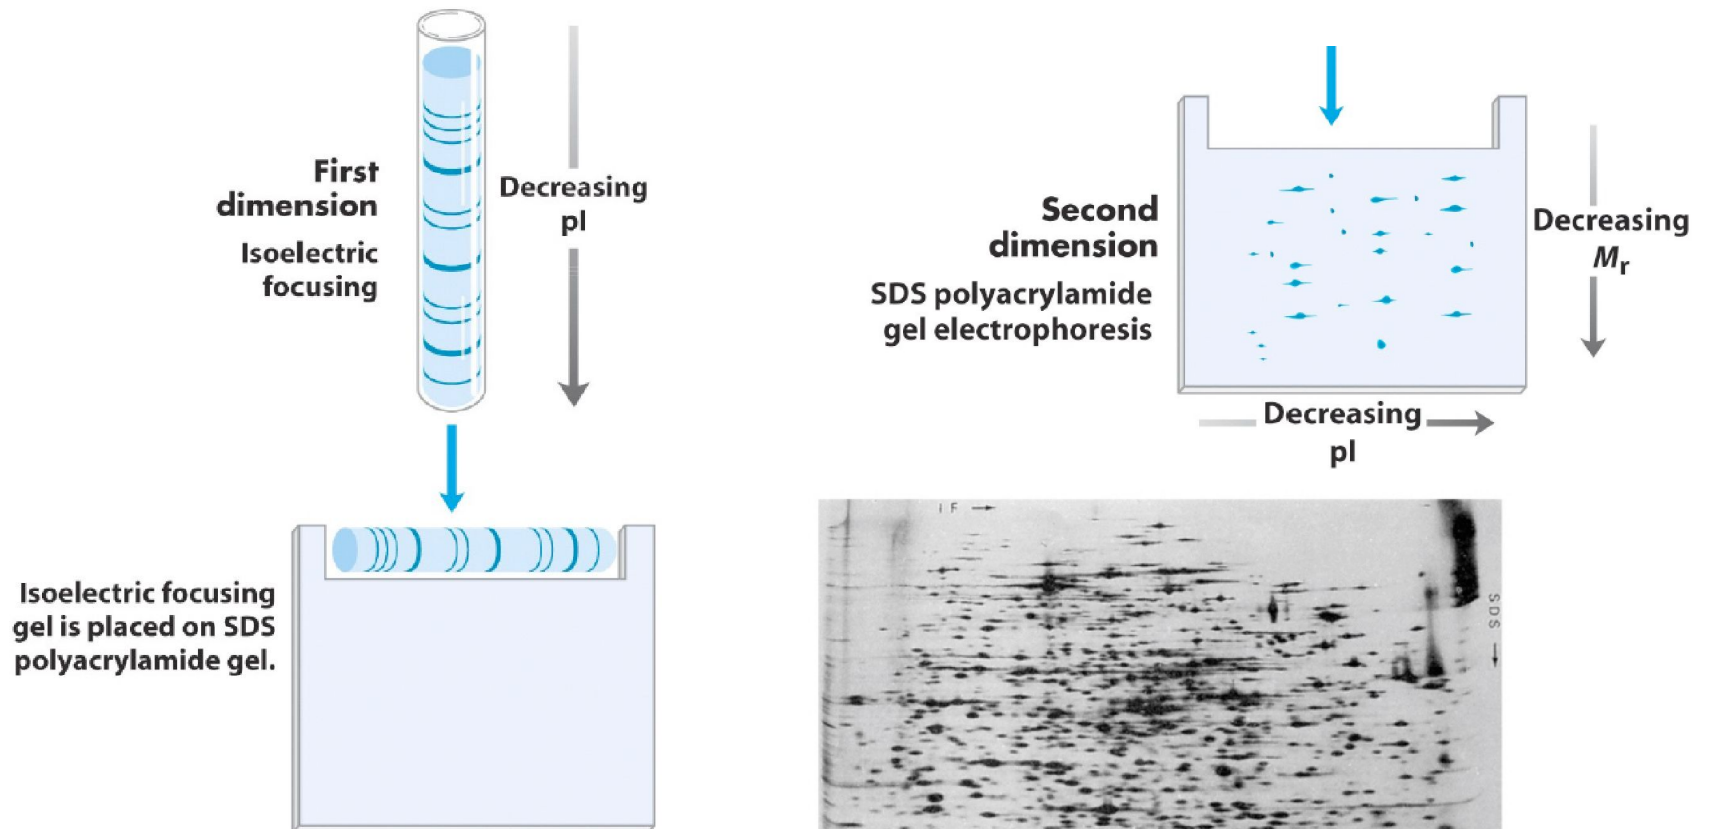 First
dimension
Isoelectric
focusing
Decreasing
pI
Isoelectric focusing
gel is placed on SDS
polyacrylamide gel.
Second
dimension
SDS polyacrylamide
gel electrophoresis
Decreasing
Mr
Decreasing
pI
IF →
SDS →